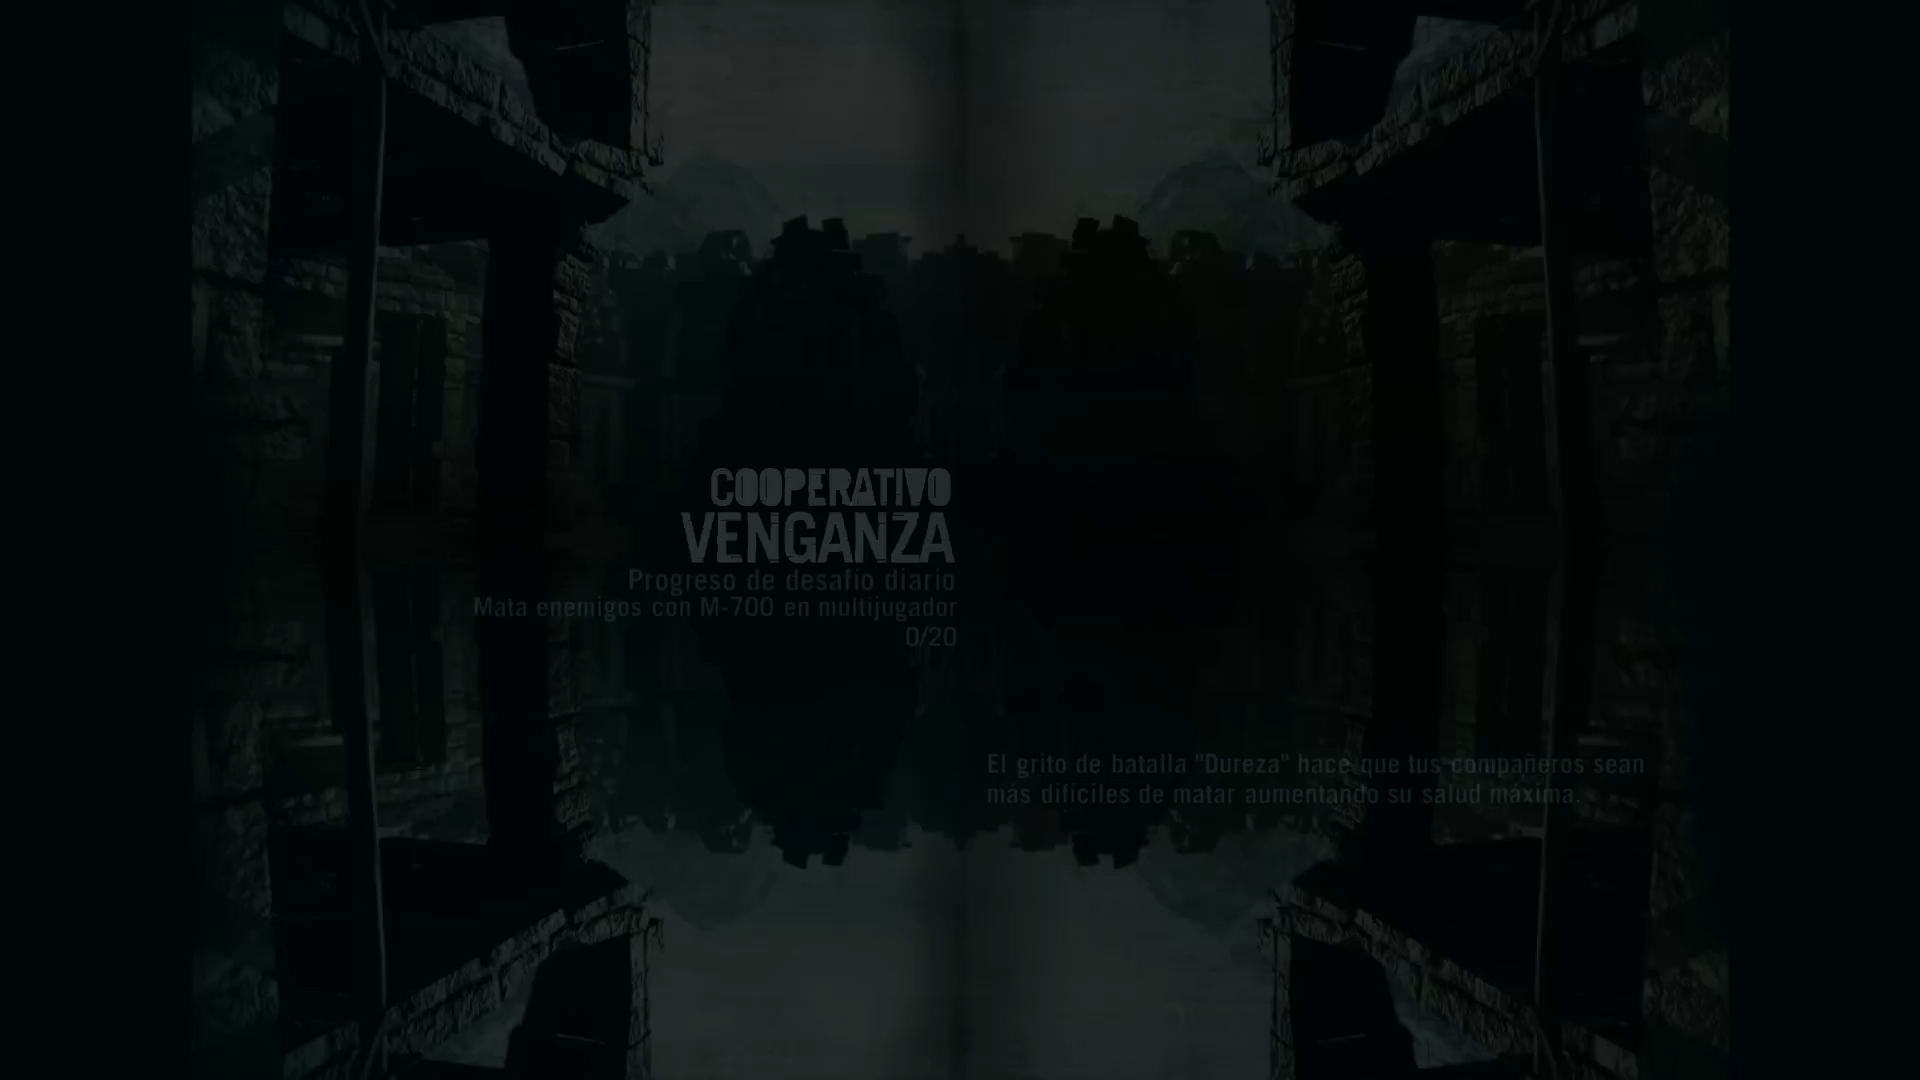 COOPERATIVO
VENGANZA
Progreso de desafío diario
Mata enemigos con M-700 en multijugador
0/20
El grito de batalla "Dureza" hace que tus compañeros sean
más difíciles de matar aumentando su salud máxima.